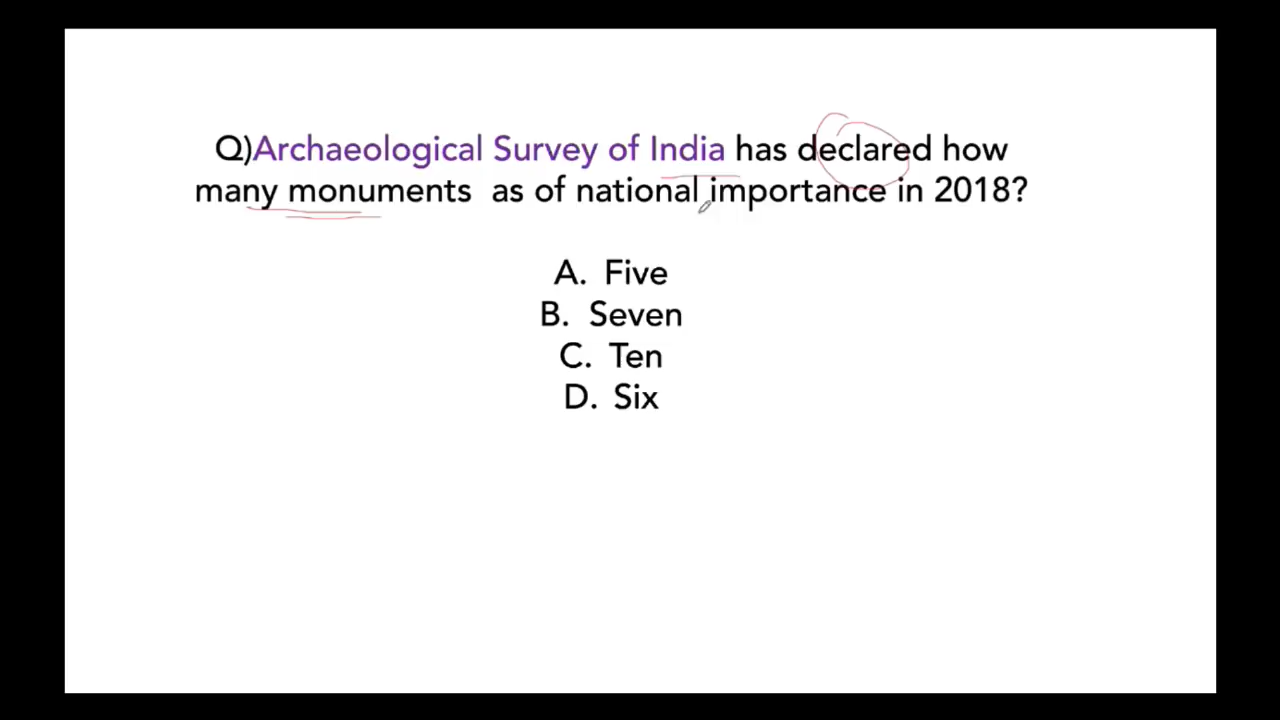 Q)Archaeological Survey of India has declared how
many monuments as of national importance in 2018?
A. Five
B. Seven
C. Ten
D. Six